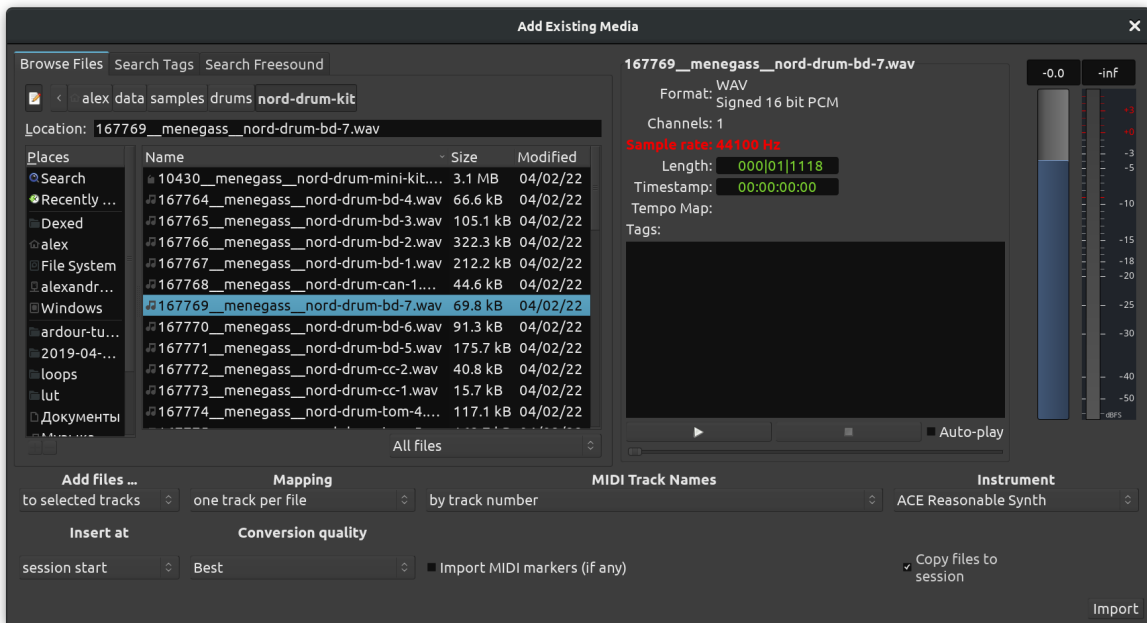 Add Existing Media
Browse Files Search Tags Search Freesound
alex data samples drums nord-drum-kit
Location: 167769__menegass__nord-drum-bd-7.wav
Places
Search
Recently ...
Dexed
alex
File System
alexandr...
Windows
ardour-tu...
2019-04-...
loops
lut
Документы
Name Size Modified
10430__menegass__nord-drum-mini-kit.... 3.1 MB 04/02/22
167764__menegass__nord-drum-bd-4.wav 66.6 kB 04/02/22
167765__menegass__nord-drum-bd-3.wav 105.1 kB 04/02/22
167766__menegass__nord-drum-bd-2.wav 322.3 kB 04/02/22
167767__menegass__nord-drum-bd-1.wav 212.2 kB 04/02/22
167768__menegass__nord-drum-can-1.... 44.6 kB 04/02/22
167769__menegass__nord-drum-bd-7.wav 69.8 kB 04/02/22
167770__menegass__nord-drum-bd-6.wav 91.3 kB 04/02/22
167771__menegass__nord-drum-bd-5.wav 175.7 kB 04/02/22
167772__menegass__nord-drum-cc-2.wav 40.8 kB 04/02/22
167773__menegass__nord-drum-cc-1.wav 15.7 kB 04/02/22
167774__menegass__nord-drum-tom-4.... 117.1 kB 04/02/22
All files
167769__menegass__nord-drum-bd-7.wav
Format: WAV
Signed 16 bit PCM
Channels: 1
Sample rate: 44100 Hz
Length: 000|01|1118
Timestamp: 00:00:00:00
Tempo Map:
Tags:
Auto-play
-0.0 -inf
+3
+0
-3
-5
-10
-15
-18
-20
-25
-30
-40
-50
dBFS
Add files ... Mapping MIDI Track Names Instrument
to selected tracks one track per file by track number ACE Reasonable Synth
Insert at Conversion quality
session start Best Import MIDI markers (if any) Copy files to
session
Import